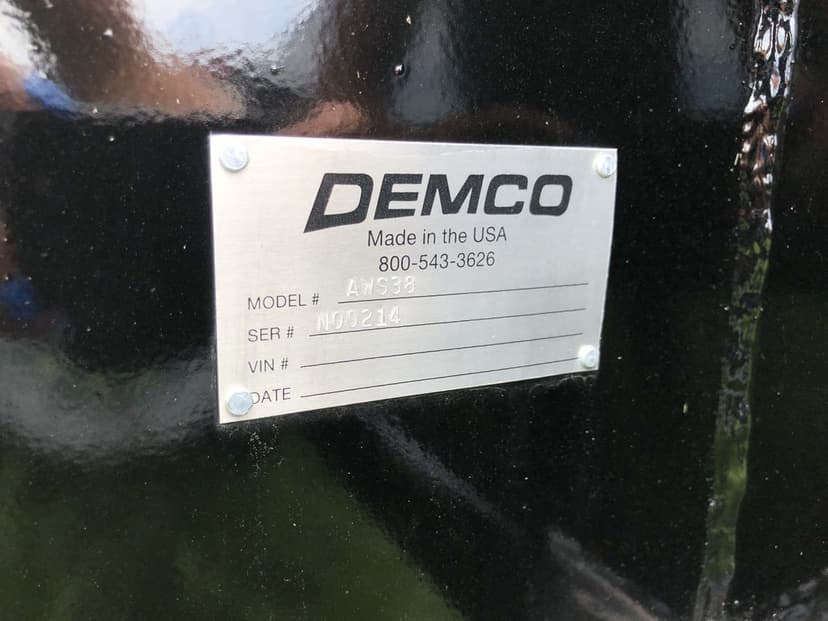 DEMCO
Made in the USA
800-543-3626
MODEL # AWS38
SER # N00214
VIN #
DATE